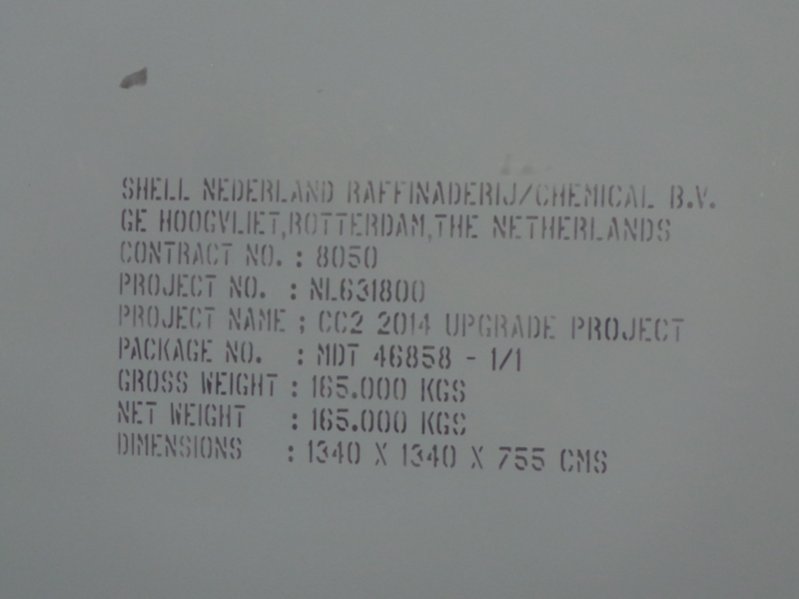 SHELL NEDERLAND RAFFINADERIJ/CHEMICAL B.V.
GE HOOGVLIET,ROTTERDAM,THE NETHERLANDS
CONTRACT NO. : 8050
PROJECT NO. : NL631800
PROJECT NAME : CC2 2014 UPGRADE PROJECT
PACKAGE NO. : MDT 46858 - 1/1
GROSS WEIGHT : 165.000 KGS
NET WEIGHT : 165.000 KGS
DIMENSIONS : 1340 X 1340 X 755 CMS